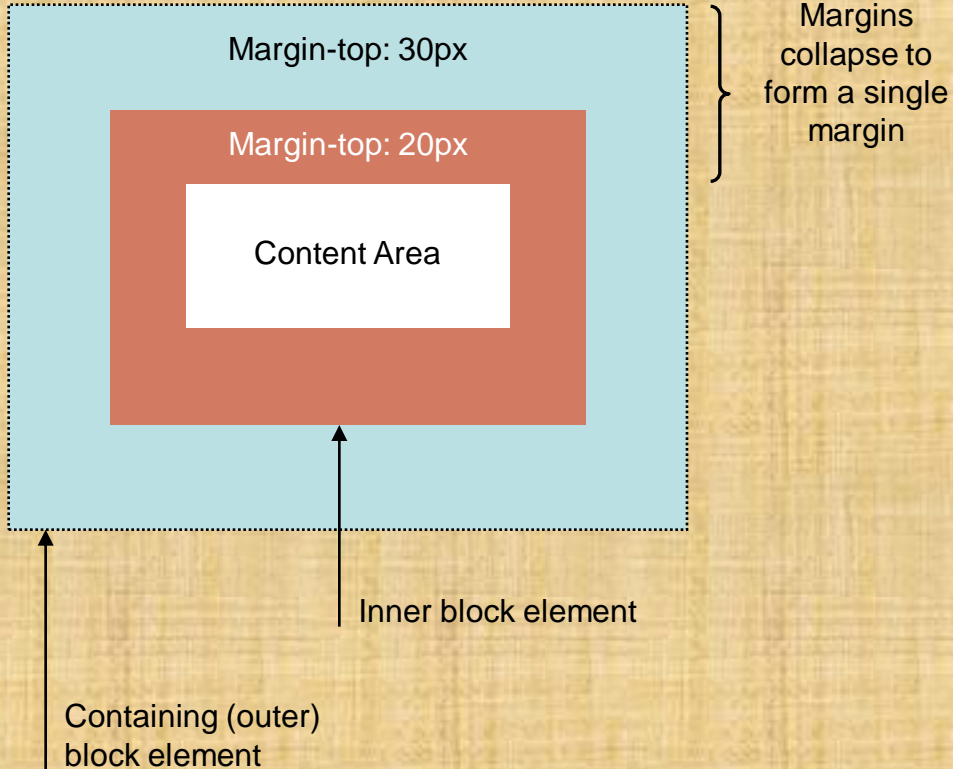 Margin-top: 30px
Margins
collapse to
form a single
margin
Margin-top: 20px
Content Area
Inner block element
Containing (outer)
block element